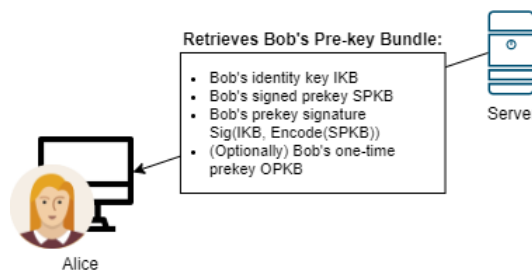 Retrieves Bob's Pre-key Bundle:
• Bob's identity key IKB
• Bob's signed prekey SPKB
• Bob's prekey signature
Sig(IKB, Encode(SPKB))
• (Optionally) Bob's one-time
prekey OPKB
Serve
Alice